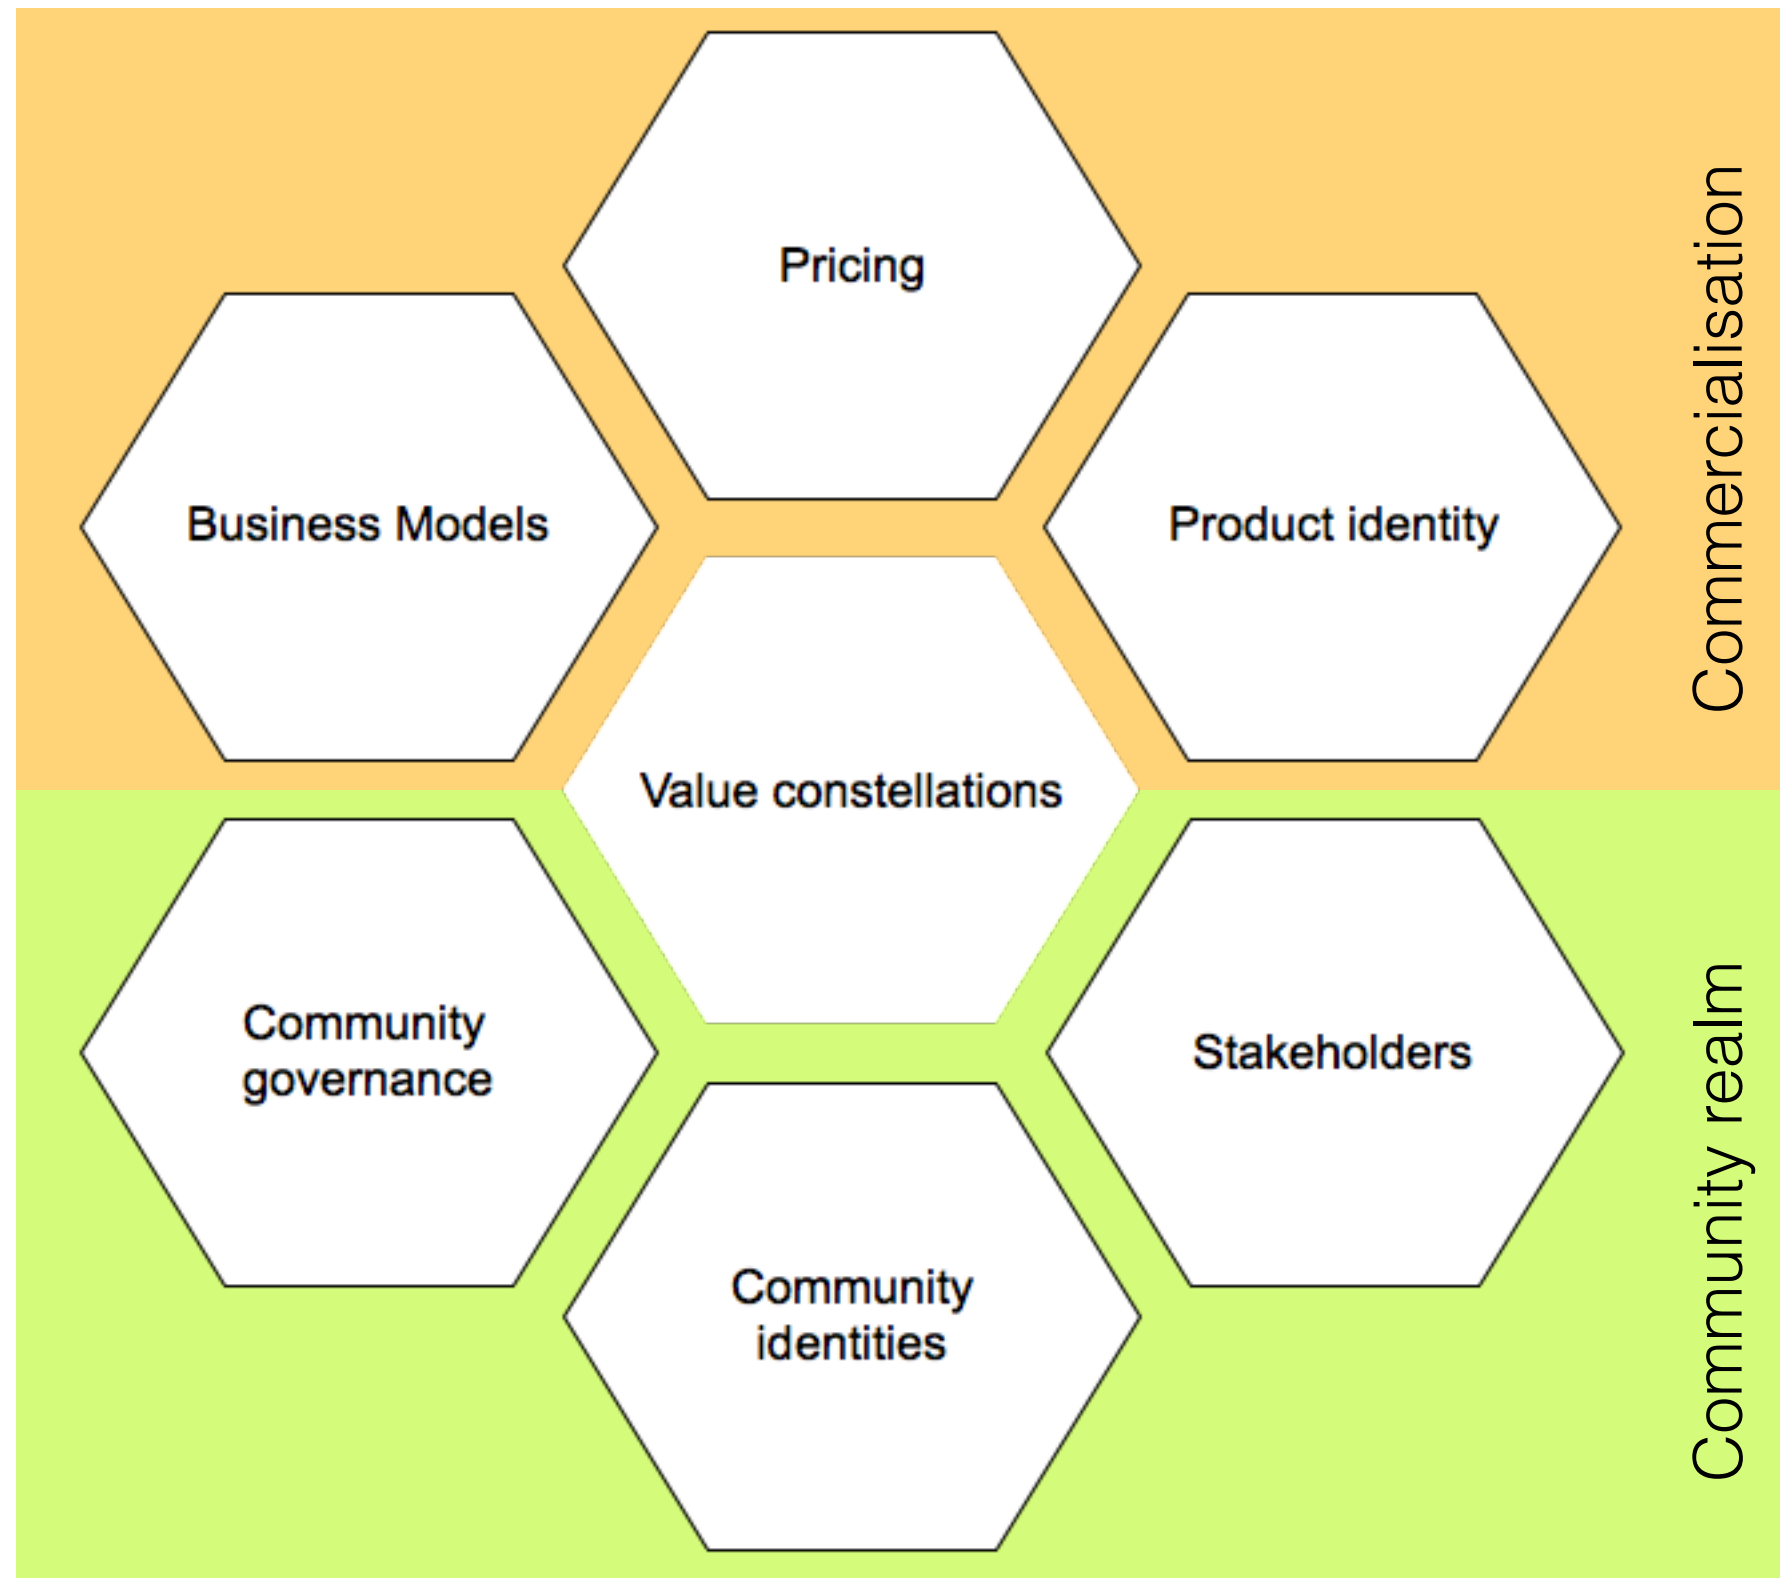 Pricing
Business Models
Product identity
Commercialisation
Value constellations
Community
governance
Stakeholders
Community
identities
Community realm